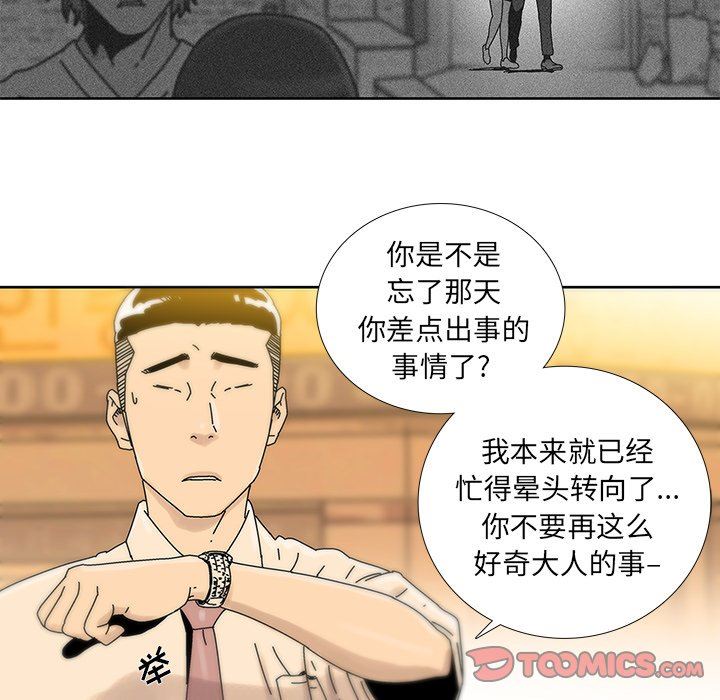 你是不是
忘了那天
你差点出事的
事情了?
我本来就已经
忙得晕头转向了...
你不要再这么
好奇大人的事–
举
TOOMICS.COM